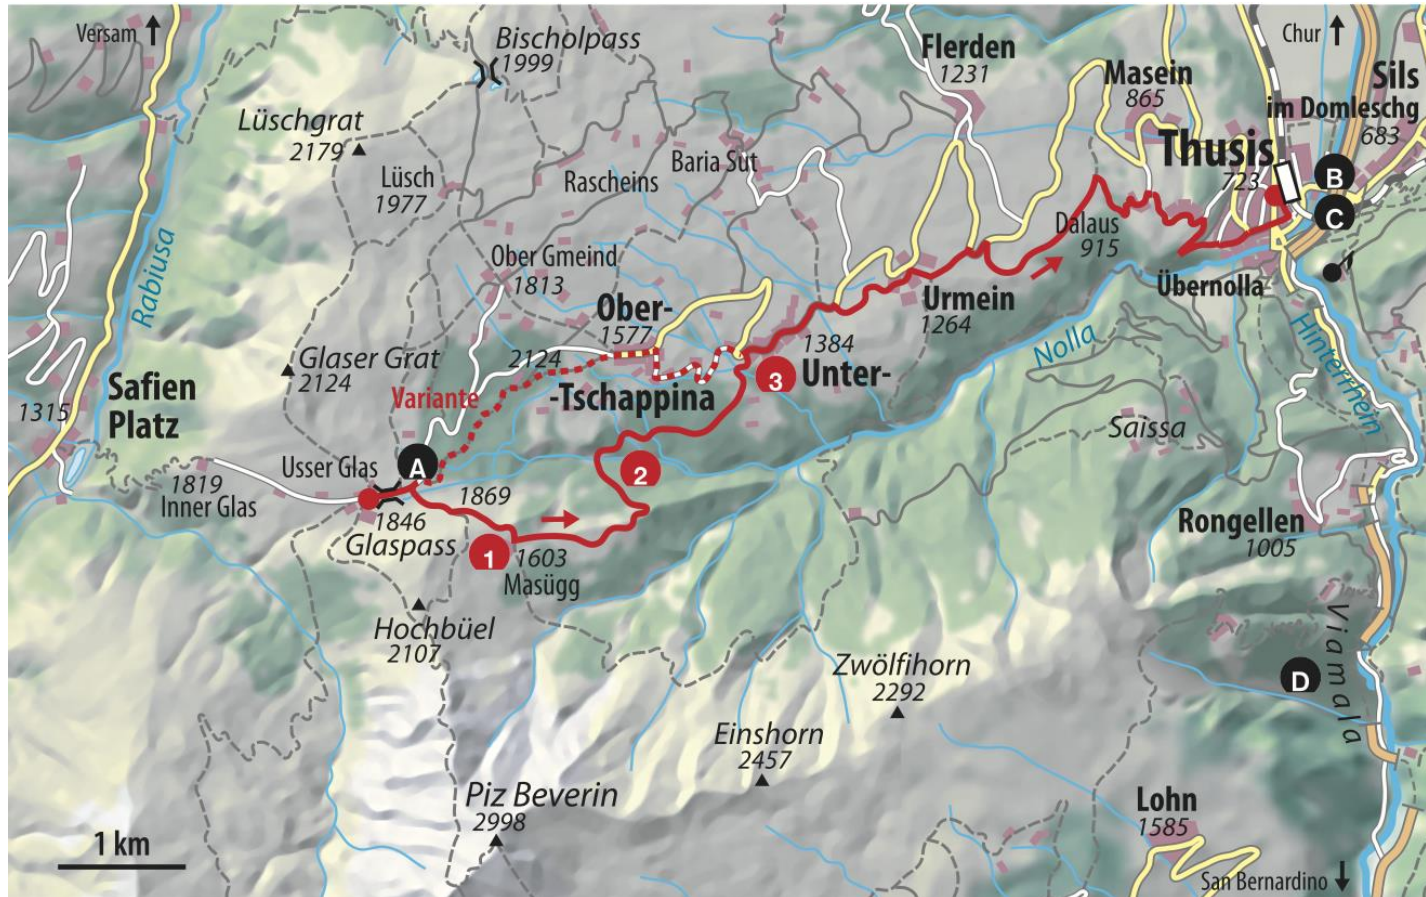 Versam
Bischolpass
1999
Flerden
1231
Masein
865
Chur
Sils
im Domleschg
683
Lüschgrat
2179
Lüsch
1977
Rascheins
Baria Sut
Thusis
723
B
C
Dalaus
915
Rabiusa
Ober Gmeind
1813
Ober-
1577
Urmein
1264
Übernolla
1384
Nolla
Hinterrhein
Glaser Grat
2124
2124
3
Unter-
-Tschappina
Variante
1315
Safien
Platz
Saissa
Usser Glas
A
2
1819
Inner Glas
1869
1846
Glaspass
1
1603
Masügg
Rongellen
1005
Hochbüel
2107
Viamala
D
Zwölfihorn
2292
Einshorn
2457
Piz Beverin
2998
Lohn
1585
1 km
San Bernardino